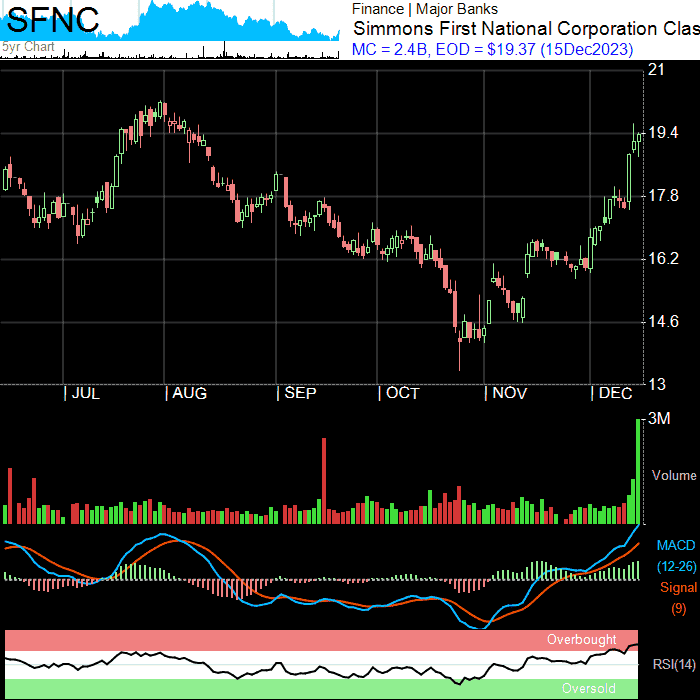 SFNC
5yr Chart
Finance | Major Banks
Simmons First National Corporation Clas
MC = 2.4B, EOD = $19.37 (15Dec2023)
21
19.4
17.8
16.2
14.6
13
| JUL | AUG | SEP | OCT | NOV | DEC
3M
Volume
MACD
(12-26)
Signal
(9)
Overbought
RSI(14)
Oversold